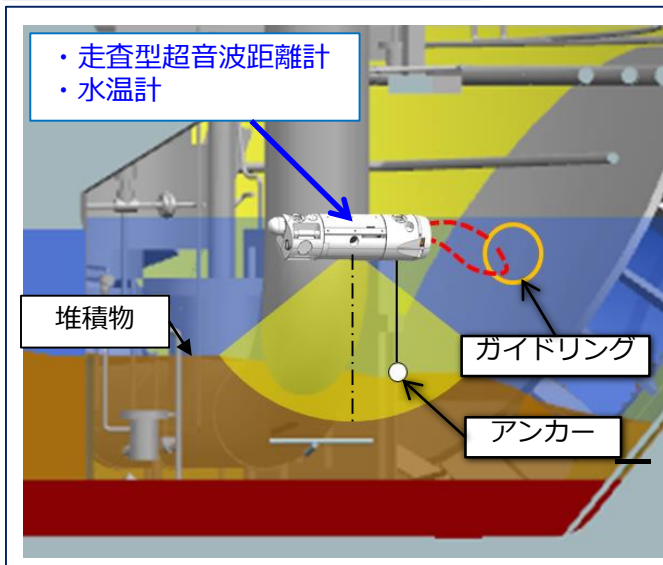 ・走査型超音波距離計
・水温計
堆積物
ガイドリング
アンカー